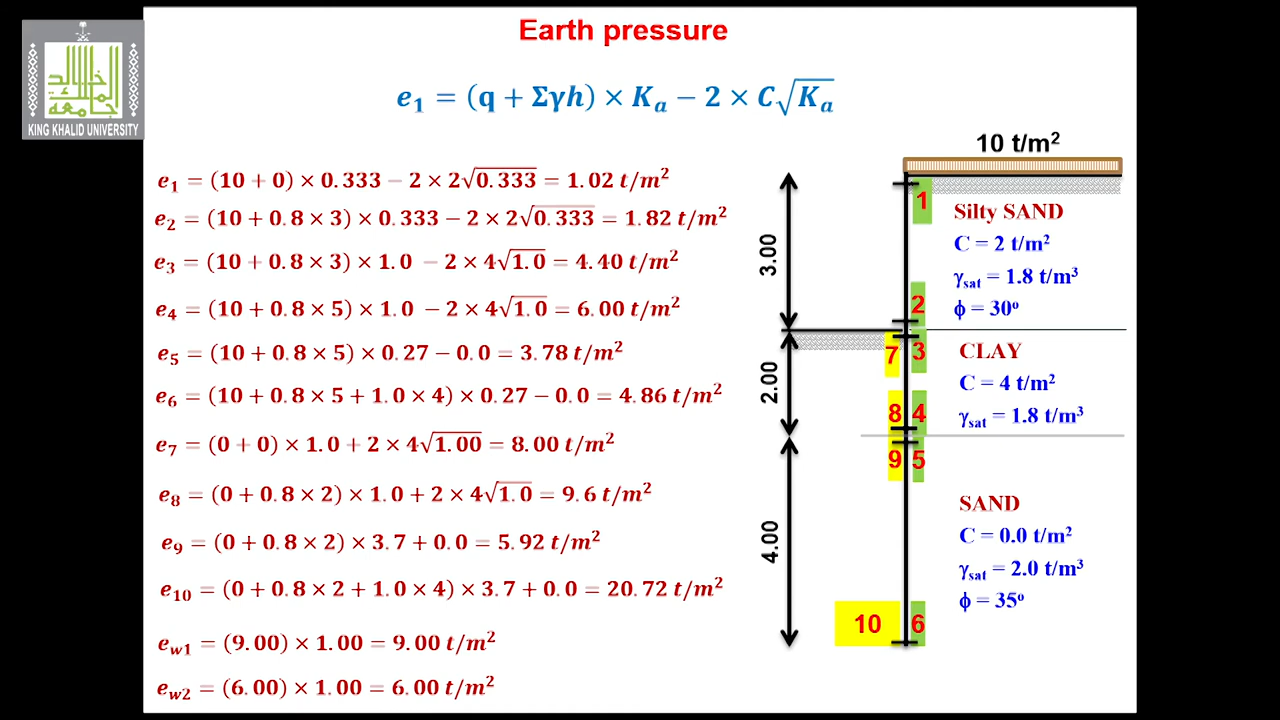 Earth pressure
جامعة الملك خالد
KING KHALID UNIVERSITY
e₁ = (q + Σγh) × Kₐ − 2 × C√Kₐ
10 t/m²
e₁ = (10 + 0) × 0.333 − 2 × 2√0.333 = 1.02 t/m²
e₂ = (10 + 0.8 × 3) × 0.333 − 2 × 2√0.333 = 1.82 t/m²
e₃ = (10 + 0.8 × 3) × 1.0 − 2 × 4√1.0 = 4.40 t/m²
e₄ = (10 + 0.8 × 5) × 1.0 − 2 × 4√1.0 = 6.00 t/m²
e₅ = (10 + 0.8 × 5) × 0.27 − 0.0 = 3.78 t/m²
e₆ = (10 + 0.8 × 5 + 1.0 × 4) × 0.27 − 0.0 = 4.86 t/m²
e₇ = (0 + 0) × 1.0 + 2 × 4√1.00 = 8.00 t/m²
e₈ = (0 + 0.8 × 2) × 1.0 + 2 × 4√1.0 = 9.6 t/m²
e₉ = (0 + 0.8 × 2) × 3.7 + 0.0 = 5.92 t/m²
e₁₀ = (0 + 0.8 × 2 + 1.0 × 4) × 3.7 + 0.0 = 20.72 t/m²
e_w1 = (9.00) × 1.00 = 9.00 t/m²
e_w2 = (6.00) × 1.00 = 6.00 t/m²
3.00
2.00
4.00
1
2
7 3
8 4
9 5
10 6
Silty SAND
C = 2 t/m²
γsat = 1.8 t/m³
ϕ = 30º
CLAY
C = 4 t/m²
γsat = 1.8 t/m³
SAND
C = 0.0 t/m²
γsat = 2.0 t/m³
ϕ = 35º